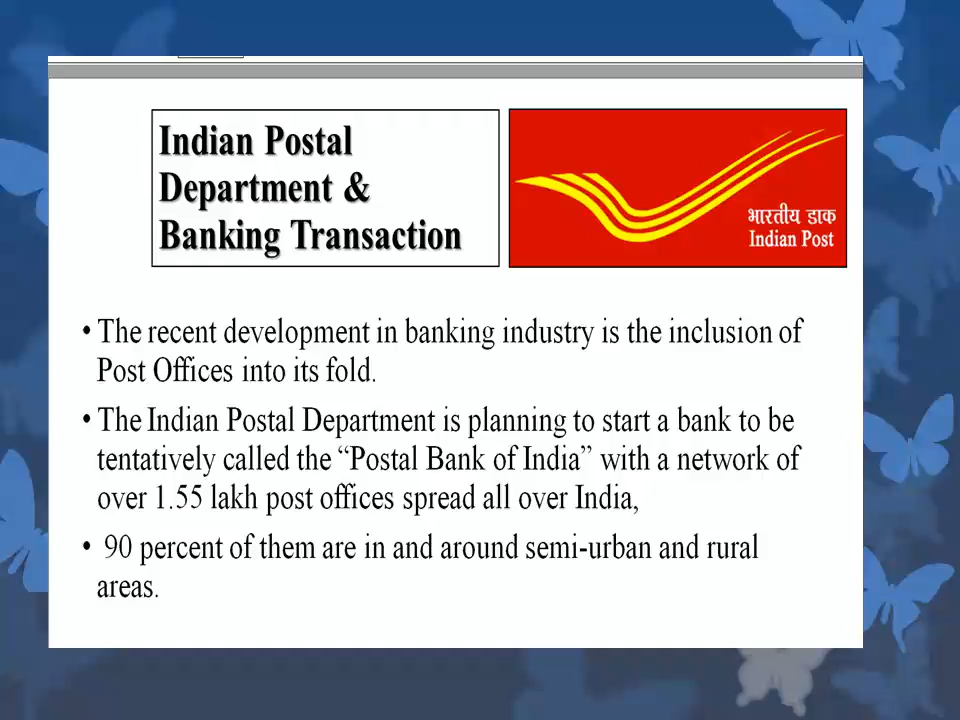 Indian Postal
Department &
Banking Transaction
भारतीय डाक
Indian Post
• The recent development in banking industry is the inclusion of
Post Offices into its fold.
• The Indian Postal Department is planning to start a bank to be
tentatively called the “Postal Bank of India” with a network of
over 1.55 lakh post offices spread all over India,
• 90 percent of them are in and around semi-urban and rural
areas.